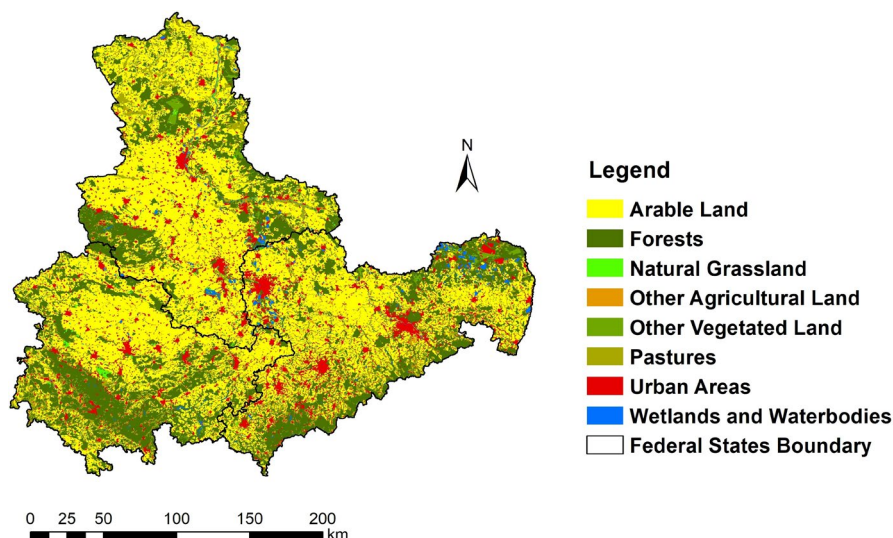 N
Legend
Arable Land
Forests
Natural Grassland
Other Agricultural Land
Other Vegetated Land
Pastures
Urban Areas
Wetlands and Waterbodies
Federal States Boundary
0 25 50 100 150 200
km